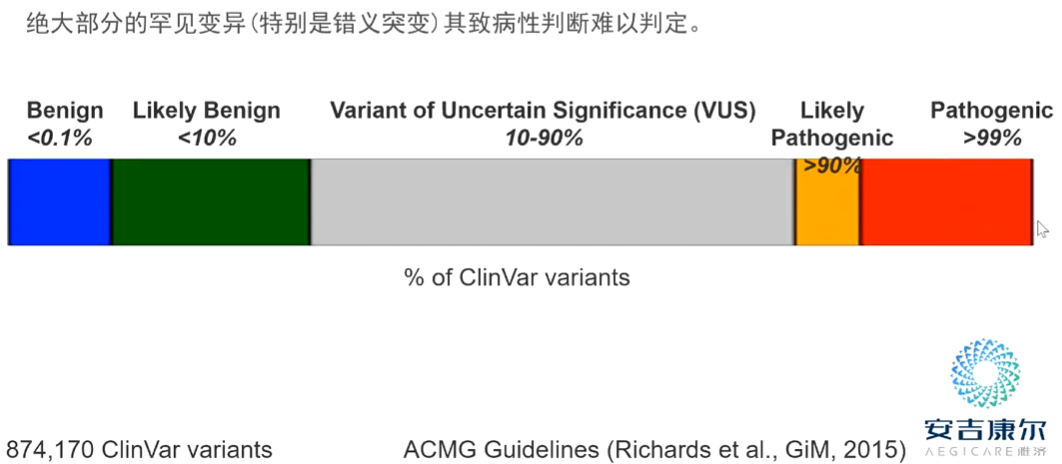 绝大部分的罕见变异(特别是错义突变)其致病性判断难以判定。
Benign
<0.1%
Likely Benign
<10%
Variant of Uncertain Significance (VUS)
10-90%
Likely
Pathogenic
>90%
Pathogenic
>99%
% of ClinVar variants
874,170 ClinVar variants
ACMG Guidelines (Richards et al., GiM, 2015)
安吉康尔
AEGICARE